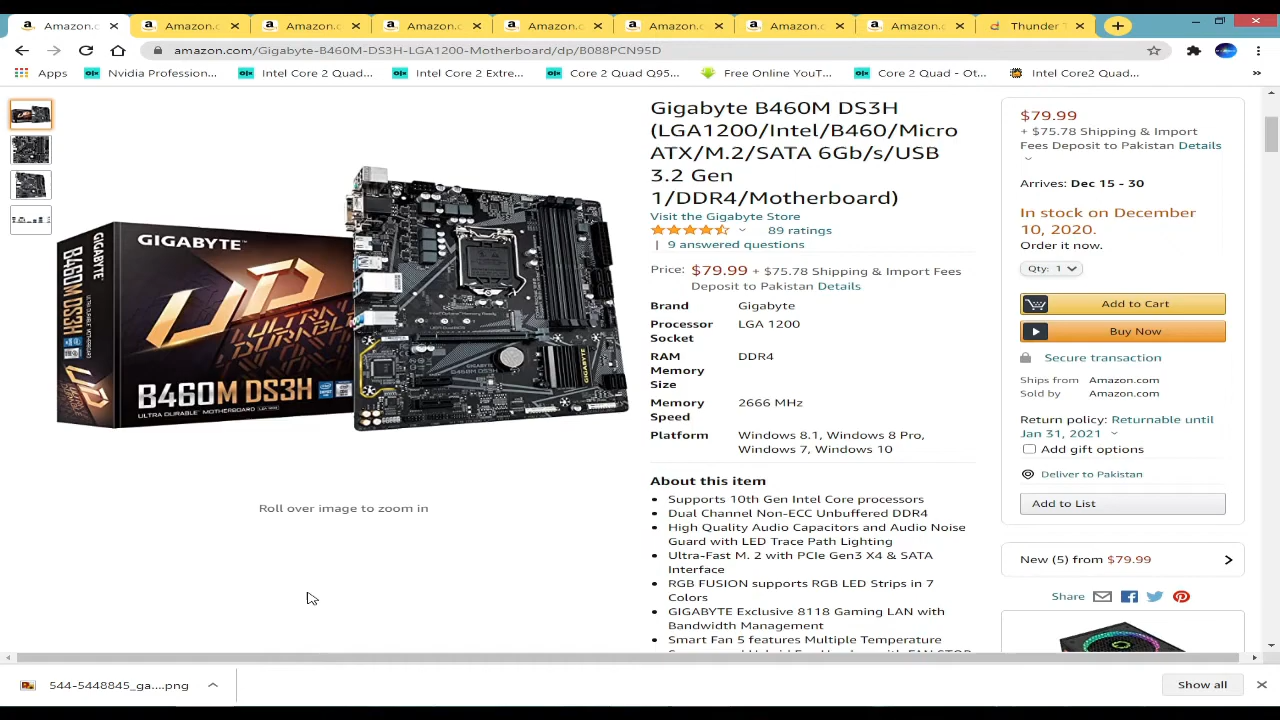 Amazon.c
Amazon.c
Amazon.c
Amazon.c
Amazon.c
Amazon.c
Amazon.c
Amazon.c
Thunder T
amazon.com/Gigabyte-B460M-DS3H-LGA1200-Motherboard/dp/B088PCN95D
Apps
Nvidia Profession...
Intel Core 2 Quad...
Intel Core 2 Extre...
Core 2 Quad Q95...
Free Online YouT...
Core 2 Quad - Ot...
Intel Core2 Quad...
»
GIGABYTE™
GIGABYTE
B460M DS3H
UD
ULTRA
DURABLE
B460M DS3H
ULTRA DURABLE™ MOTHERBOARD
GIGABYTE
B460M DS3H
Roll over image to zoom in
Gigabyte B460M DS3H
(LGA1200/Intel/B460/Micro
ATX/M.2/SATA 6Gb/s/USB
3.2 Gen
1/DDR4/Motherboard)
Visit the Gigabyte Store
89 ratings
| 9 answered questions
Price: $79.99 + $75.78 Shipping & Import Fees
Deposit to Pakistan Details
Brand Gigabyte
Processor LGA 1200
Socket
RAM DDR4
Memory
Size
Memory 2666 MHz
Speed
Platform Windows 8.1, Windows 8 Pro,
Windows 7, Windows 10
About this item
Supports 10th Gen Intel Core processors
Dual Channel Non-ECC Unbuffered DDR4
High Quality Audio Capacitors and Audio Noise
Guard with LED Trace Path Lighting
Ultra-Fast M. 2 with PCIe Gen3 X4 & SATA
Interface
RGB FUSION supports RGB LED Strips in 7
Colors
GIGABYTE Exclusive 8118 Gaming LAN with
Bandwidth Management
Smart Fan 5 features Multiple Temperature
$79.99
+ $75.78 Shipping & Import
Fees Deposit to Pakistan Details
Arrives: Dec 15 - 30
In stock on December
10, 2020.
Order it now.
Qty: 1
Add to Cart
Buy Now
Secure transaction
Ships from Amazon.com
Sold by Amazon.com
Return policy: Returnable until
Jan 31, 2021
Add gift options
Deliver to Pakistan
Add to List
New (5) from $79.99
Share
544-5448845_ga....png
Show all